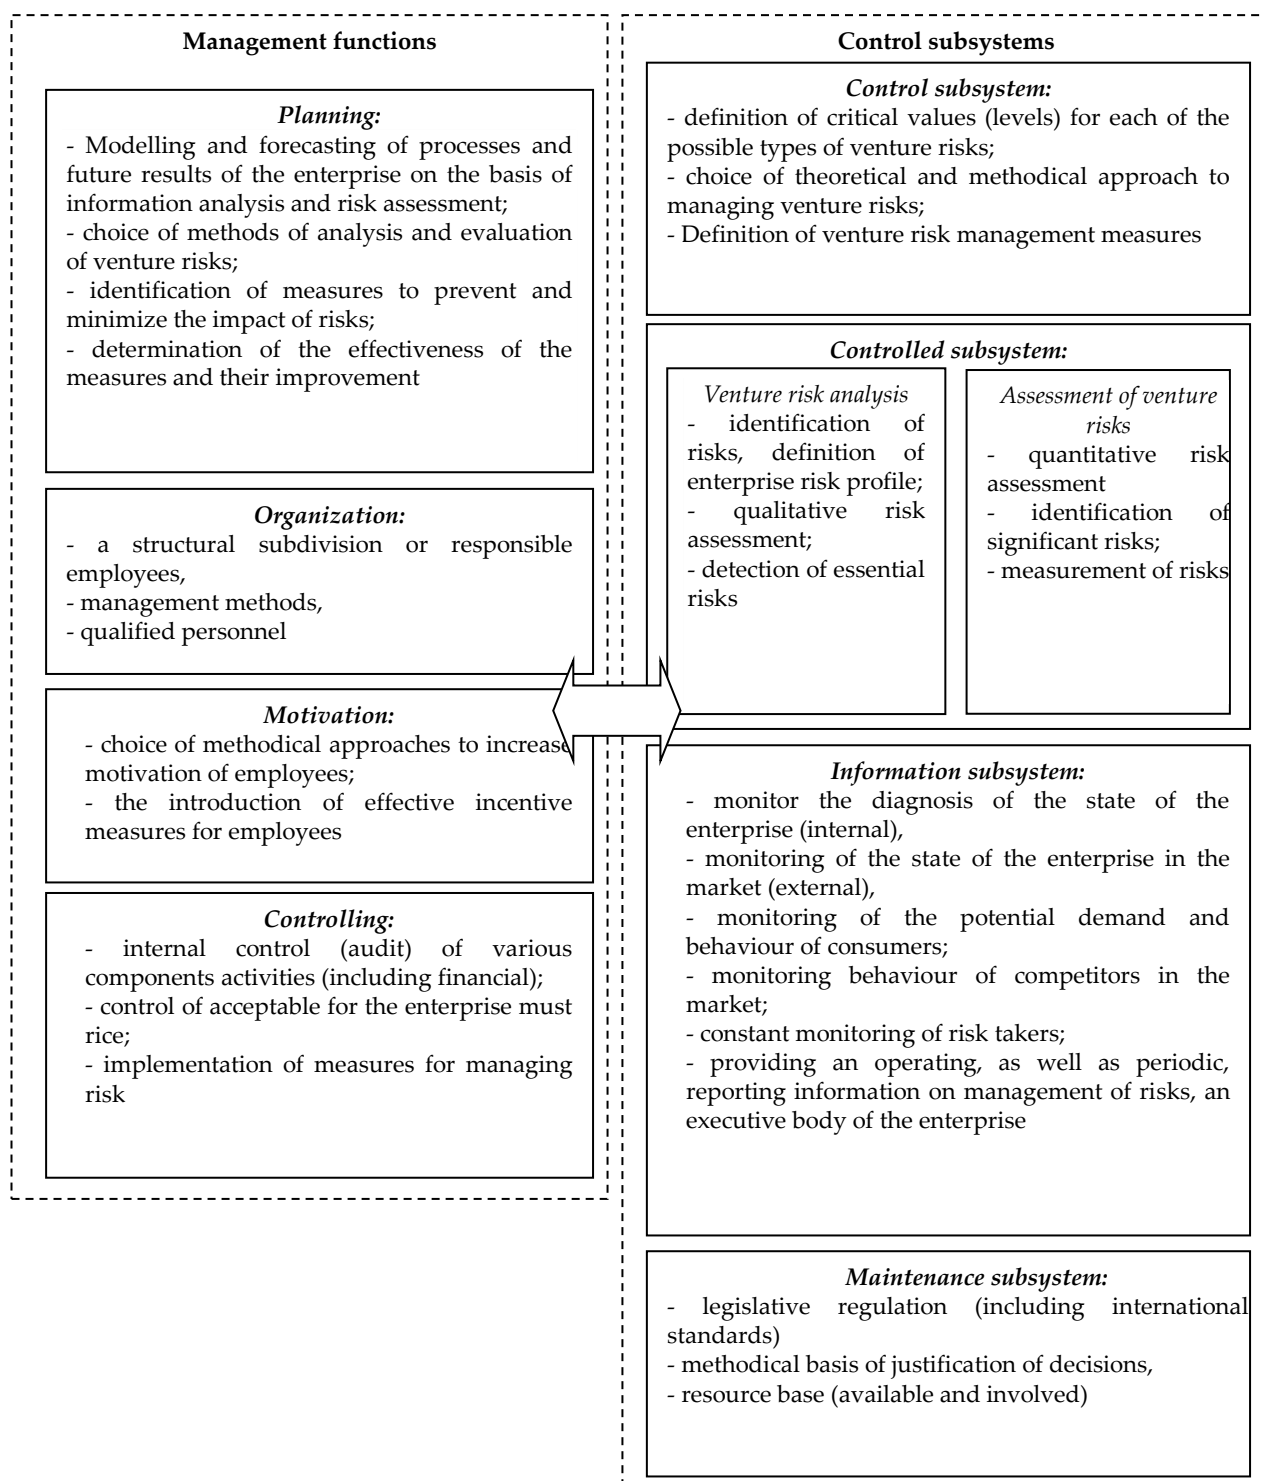 Management functions
Planning:
- Modelling and forecasting of processes and
future results of the enterprise on the basis of
information analysis and risk assessment;
- choice of methods of analysis and evaluation
of venture risks;
- identification of measures to prevent and
minimize the impact of risks;
- determination of the effectiveness of the
measures and their improvement
Organization:
- a structural subdivision or responsible
employees,
- management methods,
- qualified personnel
Motivation:
- choice of methodical approaches to increase
motivation of employees;
- the introduction of effective incentive
measures for employees
Controlling:
- internal control (audit) of various
components activities (including financial);
- control of acceptable for the enterprise must
rice;
- implementation of measures for managing
risk
Control subsystems
Control subsystem:
- definition of critical values (levels) for each of the
possible types of venture risks;
- choice of theoretical and methodical approach to
managing venture risks;
- Definition of venture risk management measures
Controlled subsystem:
Venture risk analysis
- identification of
risks, definition of
enterprise risk profile;
- qualitative risk
assessment;
- detection of essential
risks
Assessment of venture
risks
- quantitative risk
assessment
- identification of
significant risks;
- measurement of risks
Information subsystem:
- monitor the diagnosis of the state of the
enterprise (internal),
- monitoring of the state of the enterprise in the
market (external),
- monitoring of the potential demand and
behaviour of consumers;
- monitoring behaviour of competitors in the
market;
- constant monitoring of risk takers;
- providing an operating, as well as periodic,
reporting information on management of risks, an
executive body of the enterprise
Maintenance subsystem:
- legislative regulation (including international
standards)
- methodical basis of justification of decisions,
- resource base (available and involved)